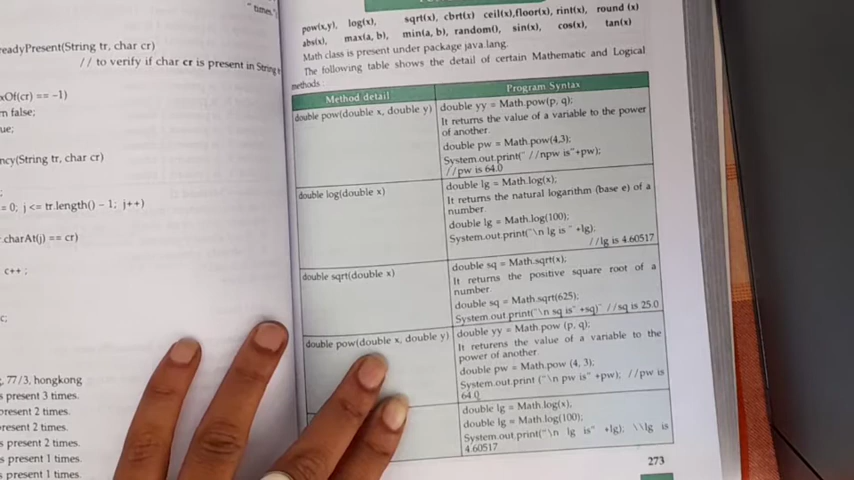 times."
readyPresent(String tr, char cr)
// to verify if char cr is present in String t
xOf(cr) == −1)
n false;
ue;
ncy(String tr, char cr)
;
= 0; j <= tr.length() − 1; j++)
.charAt(j) == cr)
c++ ;
c;
g, 77/3, hongkong
is present 3 times.
present 2 times.
present 2 times.
s present 2 times.
s present 1 times
s present 1 times.
pow(x,y), log(x), sqrt(x), cbrt(x) ceil(x),floor(x), rint(x), round (x)
abs(x), max(a, b), min(a, b), random(), sin(x), cos(x), tan(x)
Math class is present under package java.lang.
The following table shows the detail of certain Mathematic and Logical
methods :
Method detail
Program Syntax
double pow(double x, double y)
double yy = Math.pow(p, q);
It returns the value of a variable to the power
of another.
double pw = Math.pow(4,3);
System.out.print(" //npw is"+pw);
//pw is 64.0
double log(double x)
double lg = Math.log(x);
It returns the natural logarithm (base e) of a
number.
double lg = Math.log(100);
System.out.print("\n lg is " +lg);
//lg is 4.60517
double sqrt(double x)
double sq = Math.sqrt(x);
It returns the positive square root of a
number.
double sq = Math.sqrt(625);
System.out print("\n sq is"+sq)" //sq is 25.0
double pow(double x, double y)
double yy = Math.pow (p, q);
It returens the value of a variable to the
power of another.
double pw = Math.pow (4, 3);
System.out.print ("\n pw is"+pw); //pw is
64.0
double lg = Math.log(x),
double lg = Math.log(100);
System.out.print("\n lg is" +lg); \\lg is
4.60517
273